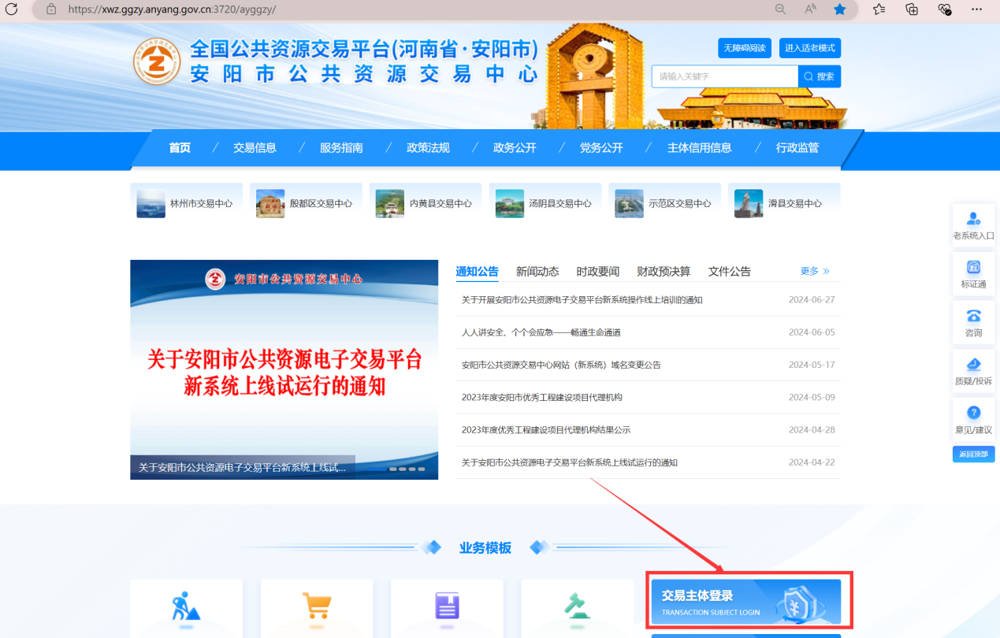 https://xwz.ggzy.anyang.gov.cn:3720/ayggzy/
全国公共资源交易平台(河南省·安阳市)
安阳市公共资源交易中心
无障碍阅读
进入适老模式
请输入关键字
搜索
首页 / 交易信息 / 服务指南 / 政策法规 / 政务公开 / 党务公开 / 主体信用信息 / 行政监管
林州市交易中心
殷都区交易中心
内黄县交易中心
汤阴县交易中心
示范区交易中心
滑县交易中心
安阳市公共资源交易中心
关于安阳市公共资源电子交易平台
新系统上线试运行的通知
关于安阳市公共资源电子交易平台新系统上线试...
通知公告 新闻动态 时政要闻 财政预决算 文件公告 更多
关于开展安阳市公共资源电子交易平台新系统操作线上培训的通知 2024-06-27
人人讲安全、个个会应急——畅通生命通道 2024-06-05
安阳市公共资源交易中心网站（新系统）域名变更公告 2024-05-17
2023年度安阳市优秀工程建设项目代理机构 2024-05-09
2023年度优秀工程建设项目代理机构结果公示 2024-04-28
关于安阳市公共资源电子交易平台新系统上线试运行的通知 2024-04-22
老系统入口
标证通
咨询
质疑/投诉
意见/建议
返回顶部
业务模板
交易主体登录
TRANSACTION SUBJECT LOGIN